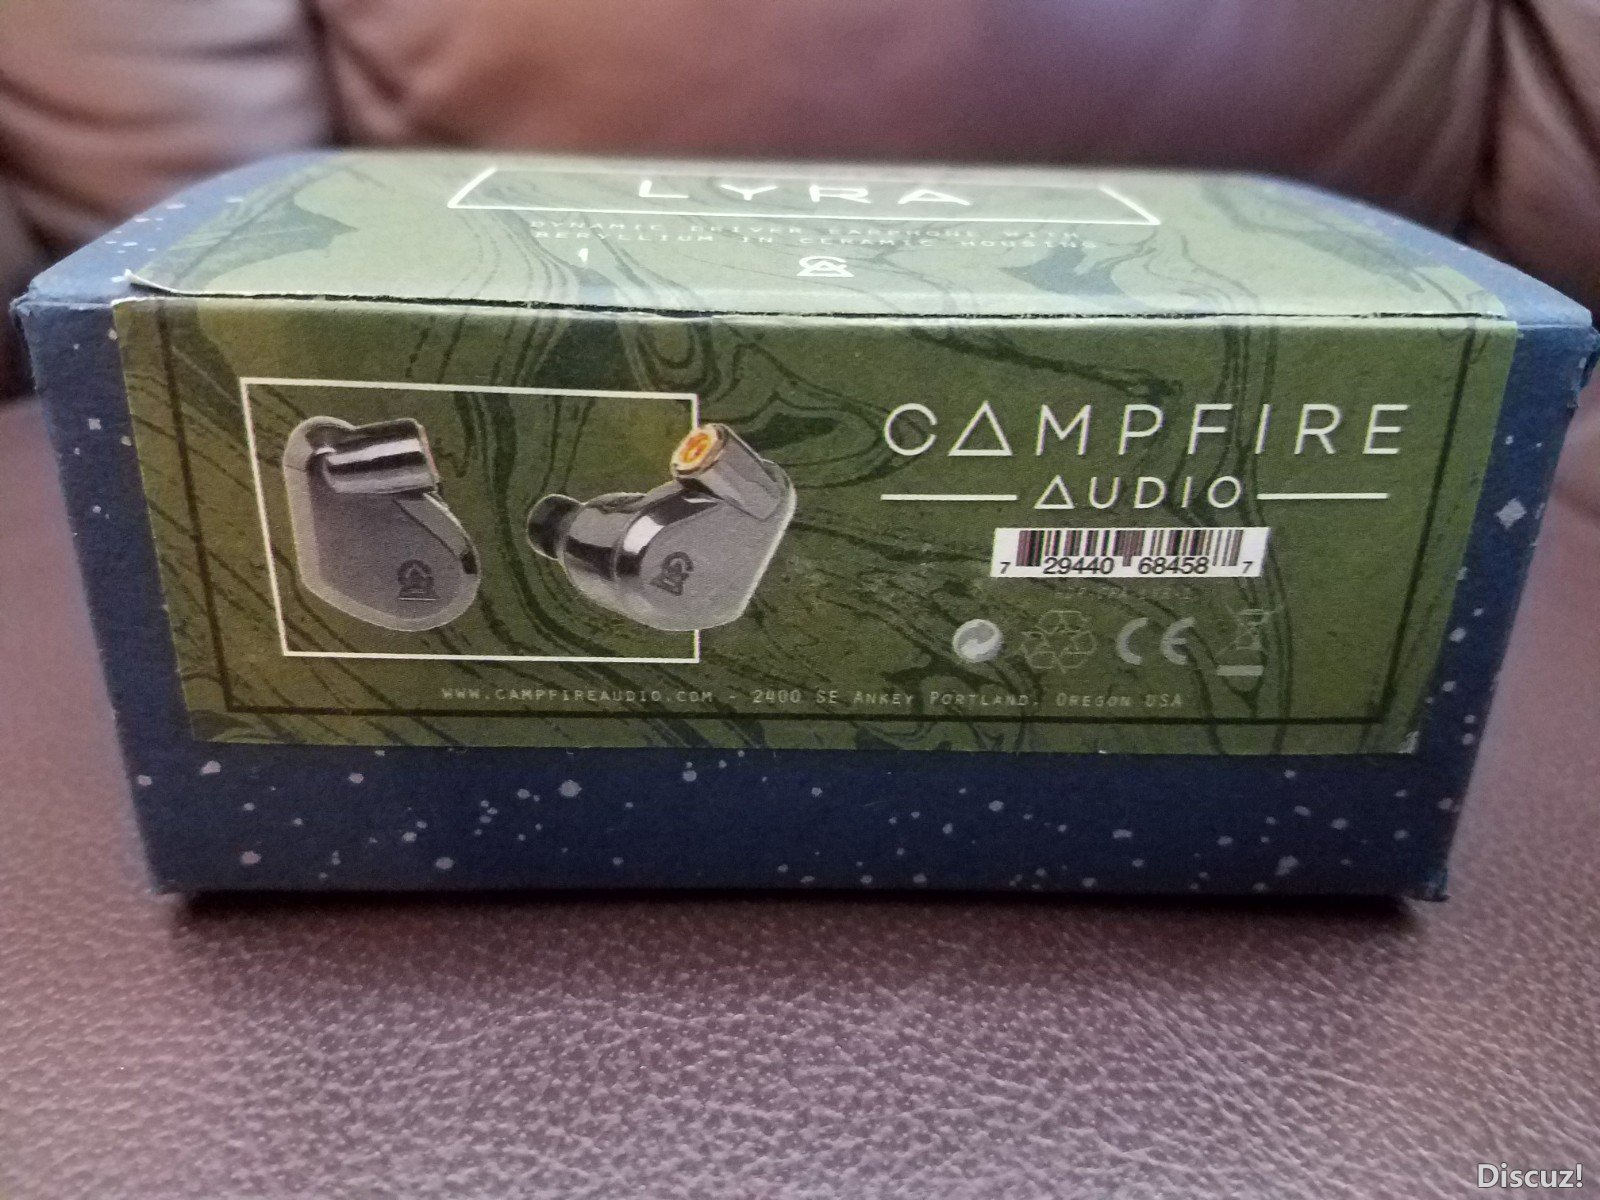 LYRA
DYNAMIC DRIVER EARPHONE WITH
BERYLLIUM IN CERAMIC HOUSING
CAMPFIRE
AUDIO
7 29440 68458 7
CE
WWW.CAMPFIREAUDIO.COM - 2400 SE ANKEY PORTLAND, OREGON USA
Discuz!